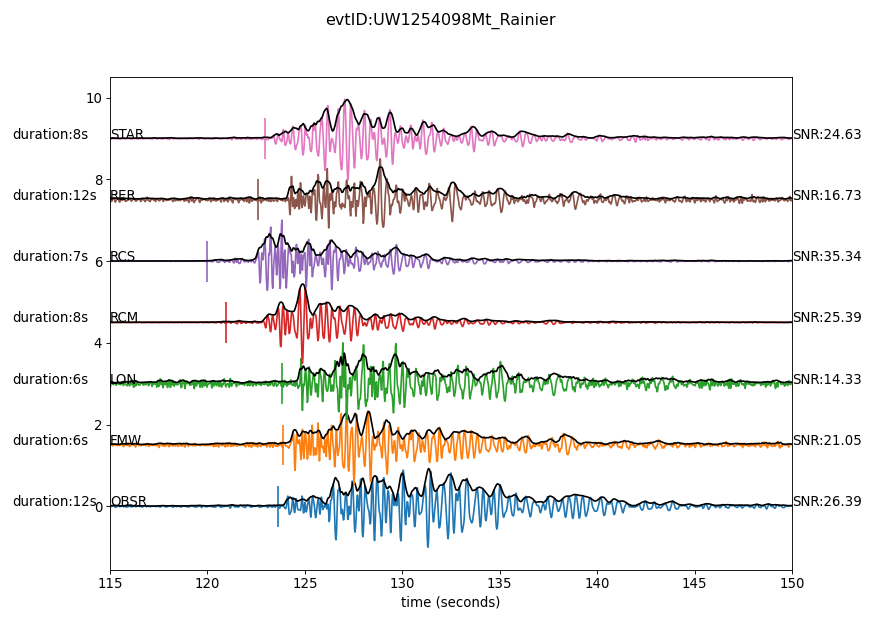 evtID:UW1254098Mt_Rainier
10
duration:8s STAR SNR:24.63
8
duration:12s RER SNR:16.73
duration:7s RCS SNR:35.34
6
duration:8s RCM SNR:25.39
4
duration:6s LON SNR:14.33
2
duration:6s FMW SNR:21.05
duration:12s OBSR SNR:26.39
0
115 120 125 130 135 140 145 150
time (seconds)